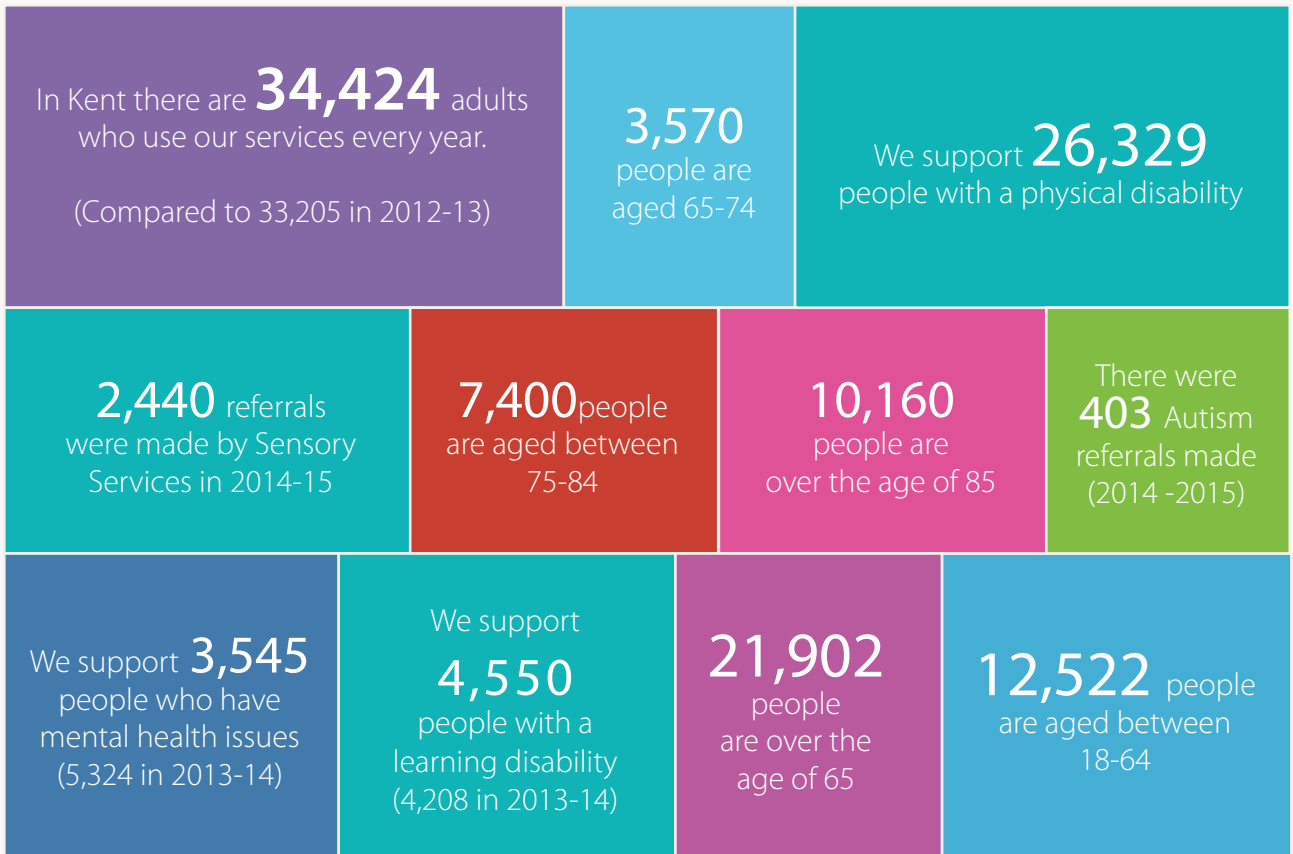 In Kent there are 34,424 adults
who use our services every year.
(Compared to 33,205 in 2012-13)
3,570
people are
aged 65-74
We support 26,329
people with a physical disability
2,440 referrals
were made by Sensory
Services in 2014-15
7,400people
are aged between
75-84
10,160
people are
over the age of 85
There were
403 Autism
referrals made
(2014 -2015)
We support 3,545
people who have
mental health issues
(5,324 in 2013-14)
We support
4,550
people with a
learning disability
(4,208 in 2013-14)
21,902
people
are over the
age of 65
12,522 people
are aged between
18-64